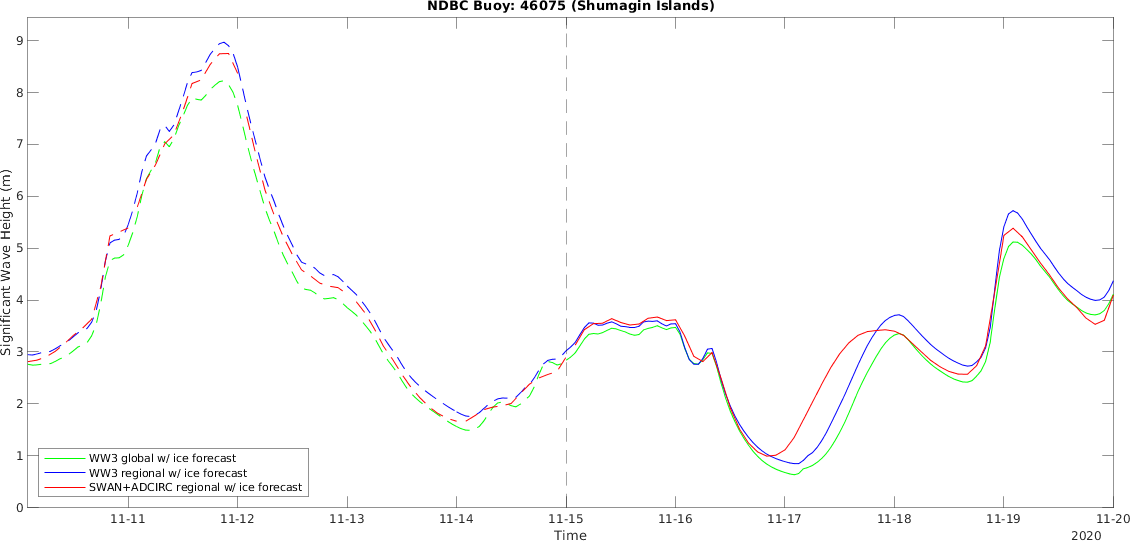 NDBC Buoy: 46075 (Shumagin Islands)
Significant Wave Height (m)
9
8
7
6
5
4
3
2
1
0
WW3 global w/ ice forecast
WW3 regional w/ ice forecast
SWAN+ADCIRC regional w/ ice forecast
11-11 11-12 11-13 11-14 11-15 11-16 11-17 11-18 11-19 11-20
Time
2020